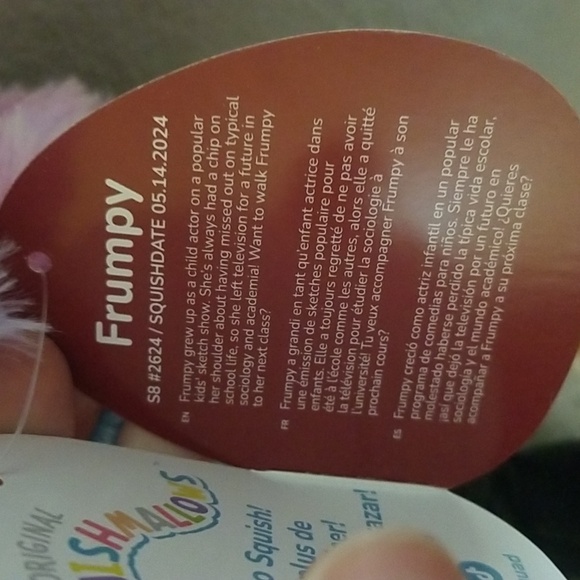 Frumpy
S8 #2624 / SQUISHDATE 05.14.2024
EN Frumpy grew up as a child actor on a popular
kids' sketch show. She's always had a chip on
her shoulder about having missed out on typical
school life, so she left television for a future in
sociology and academia! Want to walk Frumpy
to her next class?
FR Frumpy a grandi en tant qu'enfant actrice dans
une émission de sketches populaire pour
enfants. Elle a toujours regretté de ne pas avoir
été à l'école comme les autres, alors elle a quitté
la télévision pour étudier la sociologie à
l'université! Tu veux accompagner Frumpy à son
prochain cours?
ES Frumpy creció como actriz infantil en un popular
programa de comedias para niños. Siempre le ha
molestado haberse perdido la típica vida escolar,
¡así que dejó la televisión por un futuro en
sociología y el mundo académico! ¿Quieres
acompañar a Frumpy a su próxima clase?
ORIGINAL
UISHMALLOWS
o Squish!
lus de
er!
azar!
uad